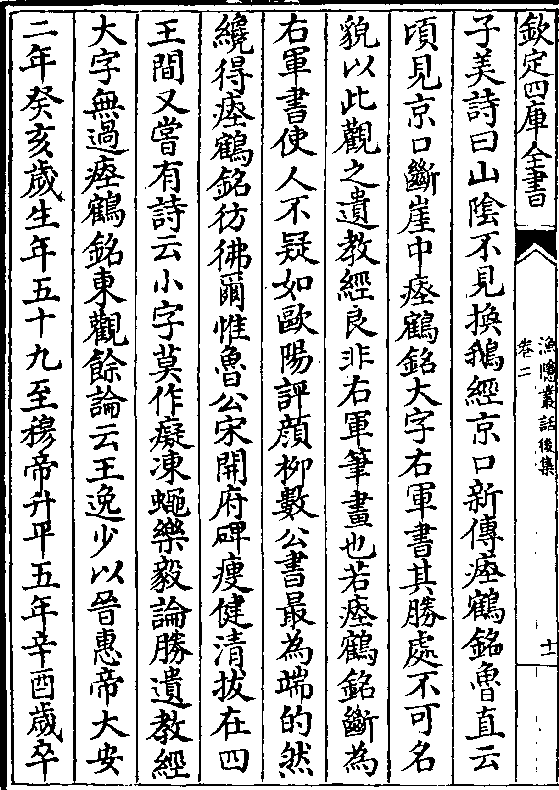 欽定四庫全書
漁隱叢話後集
卷二
十
子美詩曰山隂不見換鵝經京口新傳瘞鶴銘魯直云
頃見京口斷崖中瘞鶴銘大字右軍書其勝處不可名
貌以此觀之遺教經良非右軍筆畫也若瘞鶴銘斷為
右軍書使人不疑如歐陽評顔柳數公書最為端的然
纔得瘞鶴銘彷彿爾惟魯公宋開府碑瘦健清拔在四
王間又嘗有詩云小字莫作癡凍蠅樂毅論勝遺教經
大字無過瘞鶴銘東觀餘論云王逸少以晉惠帝大安
二年癸亥歲生年五十九至穆帝升平五年辛酉歲卒